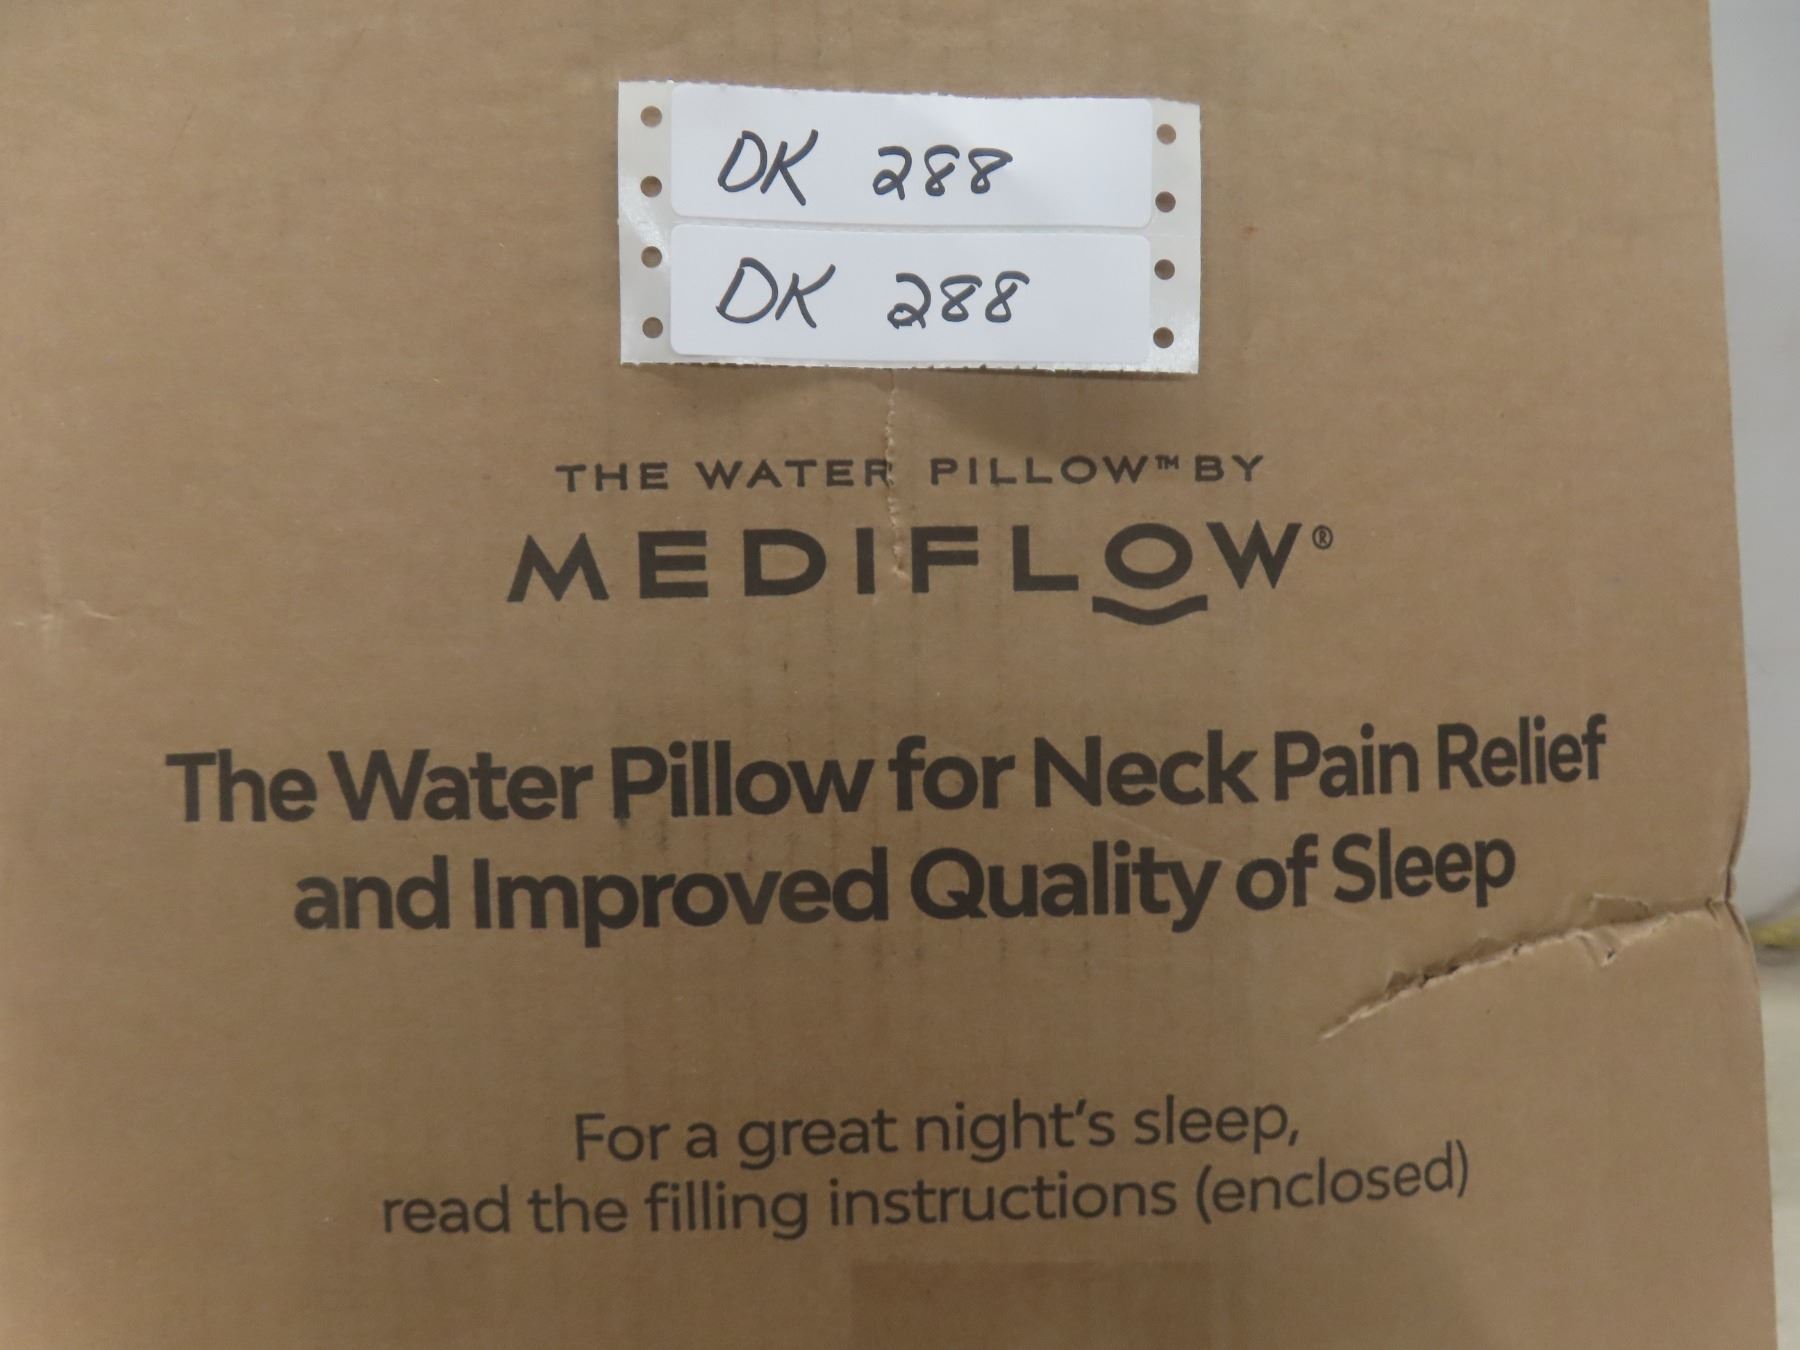 DK 288
DK 288
THE WATER PILLOW™ BY
MEDIFLOW®
The Water Pillow for Neck Pain Relief
and Improved Quality of Sleep
For a great night's sleep,
read the filling instructions (enclosed)